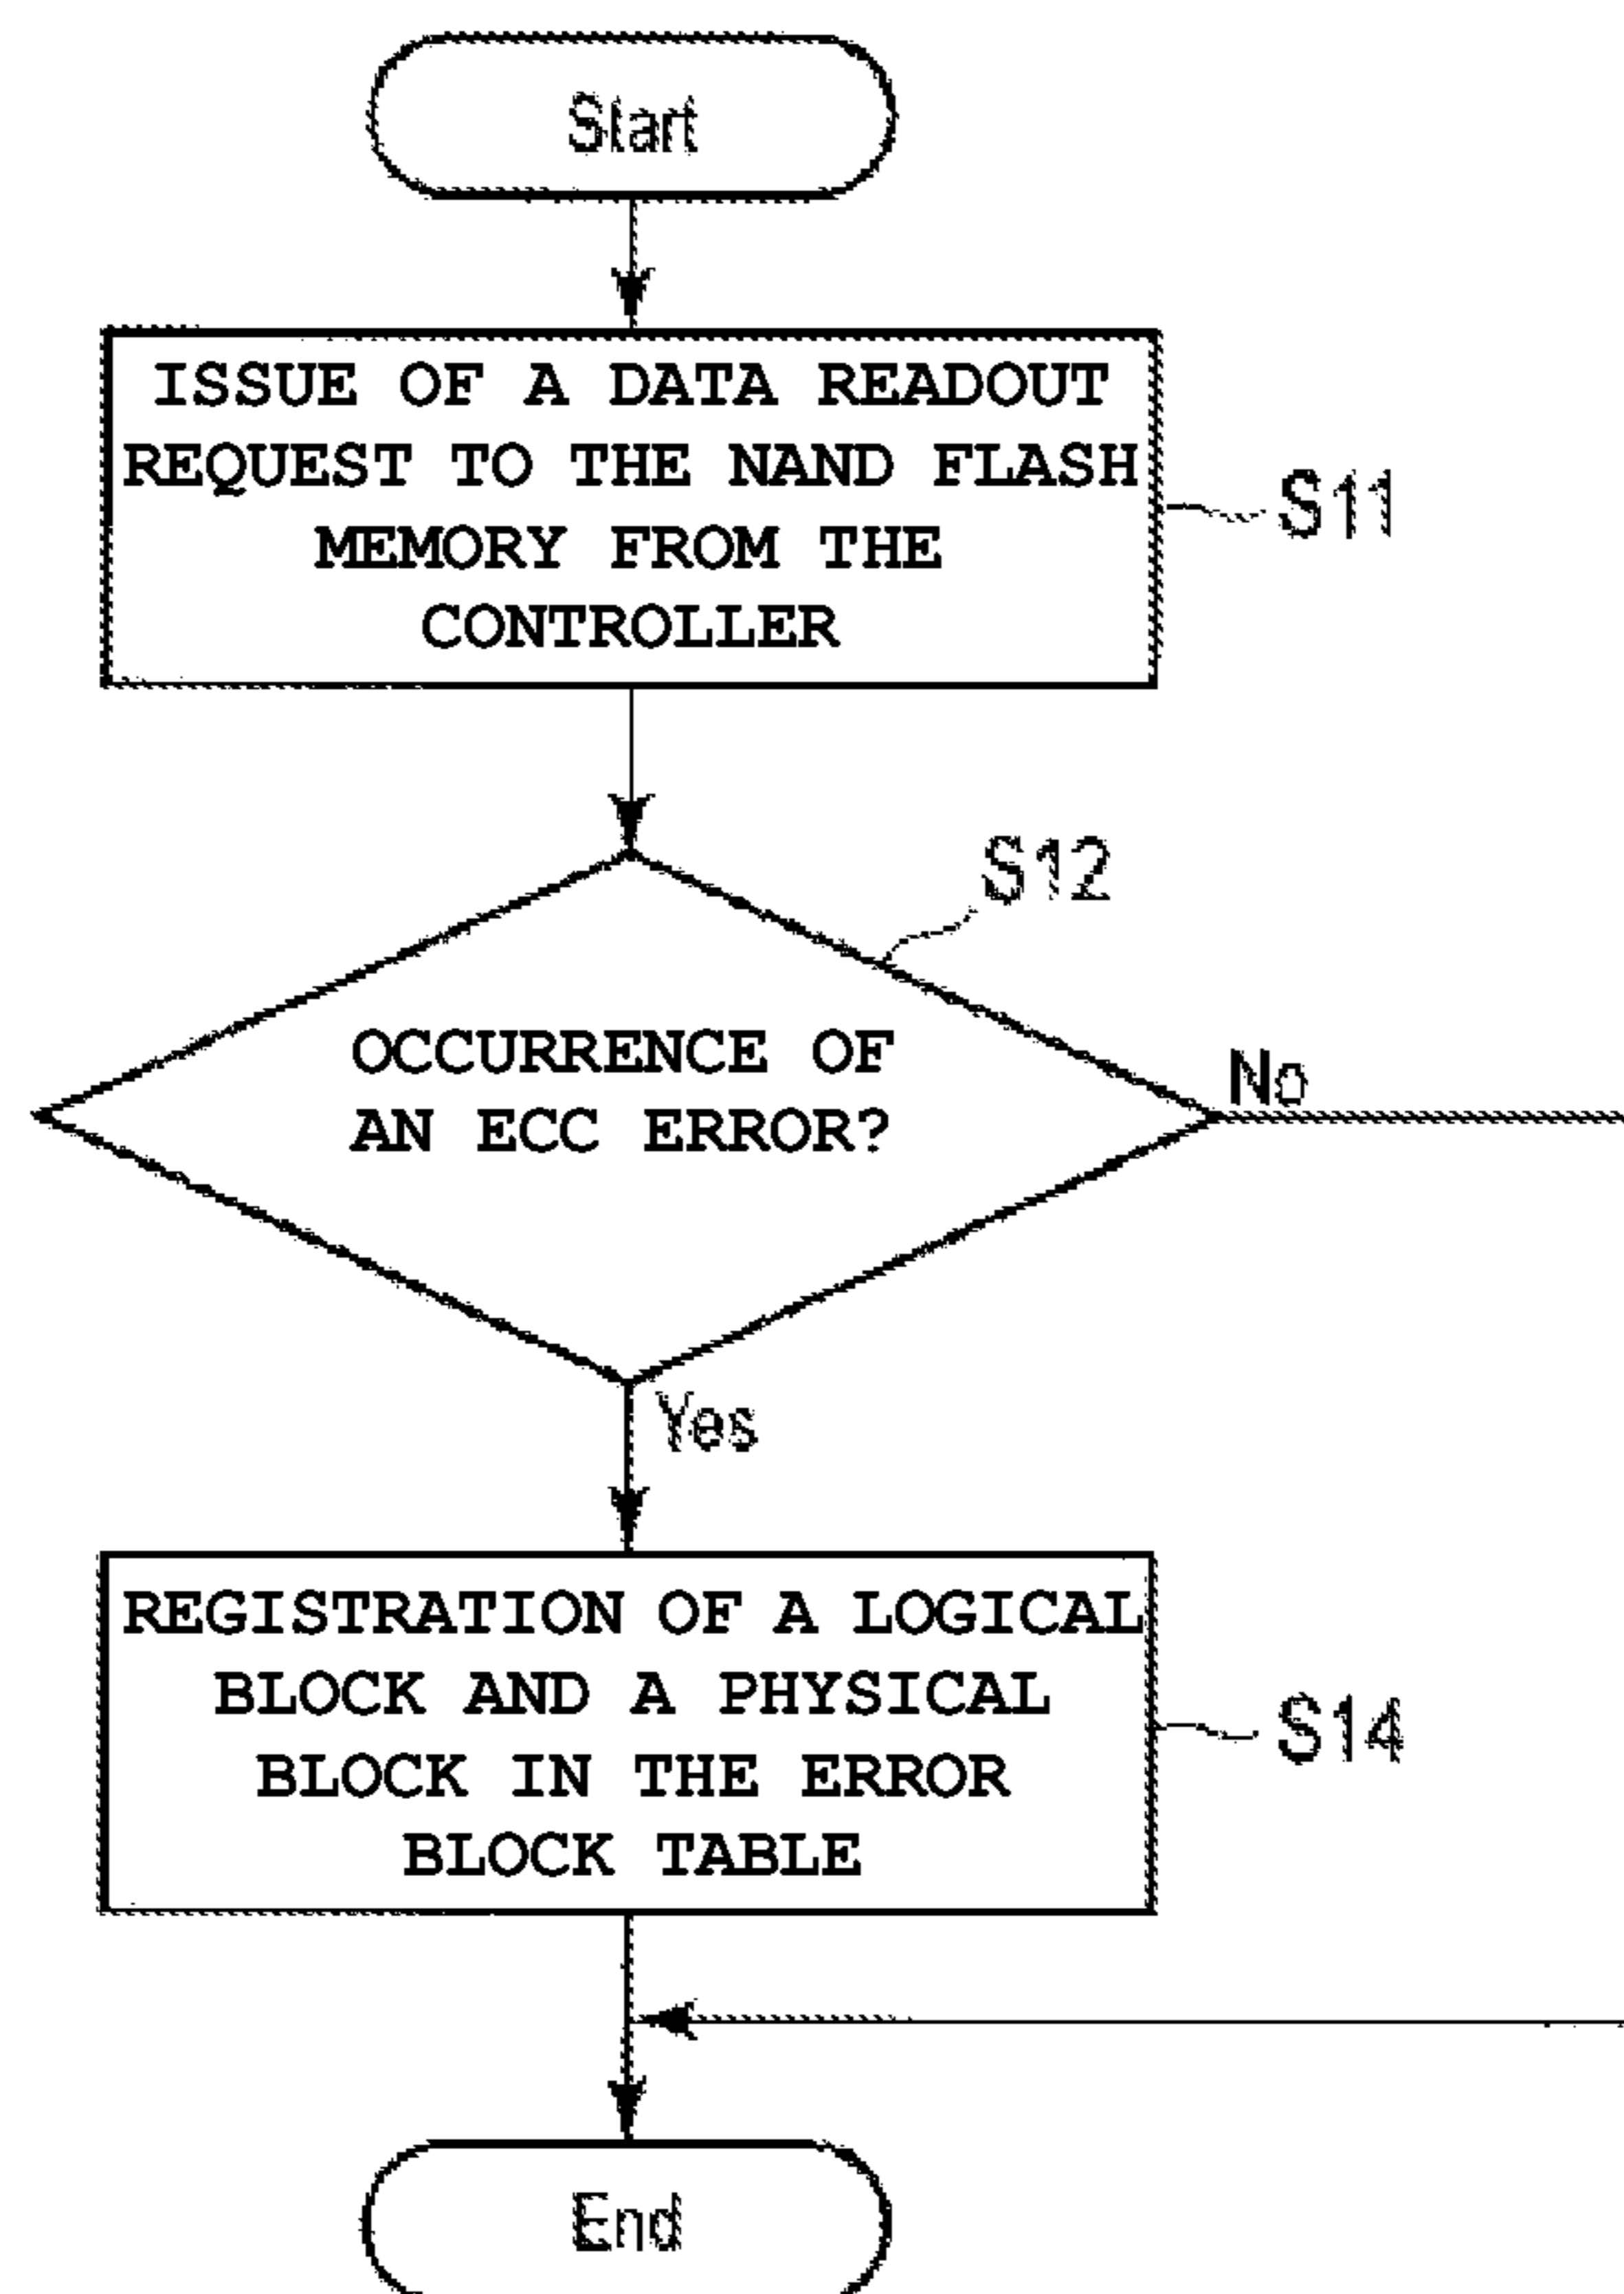 Start
ISSUE OF A DATA READOUT
REQUEST TO THE NAND FLASH
MEMORY FROM THE
CONTROLLER
S11
S12
OCCURRENCE OF
AN ECC ERROR?
No
Yes
REGISTRATION OF A LOGICAL
BLOCK AND A PHYSICAL
BLOCK IN THE ERROR
BLOCK TABLE
S14
End